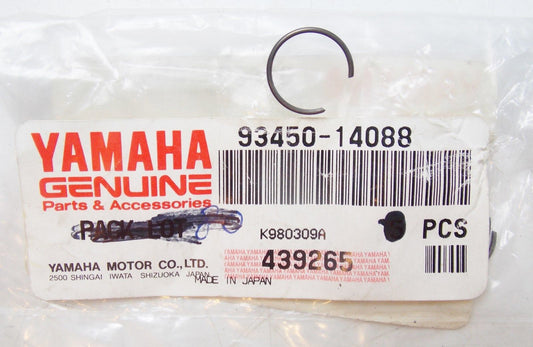 YAMAHA
GENUINE
Parts & Accessories
93450-14088
PACK LOT
K980309A
PCS
439265
YAMAHA MOTOR CO.,LTD.
2500 SHINGAI IWATA SHIZUOKA JAPAN
MADE IN JAPAN